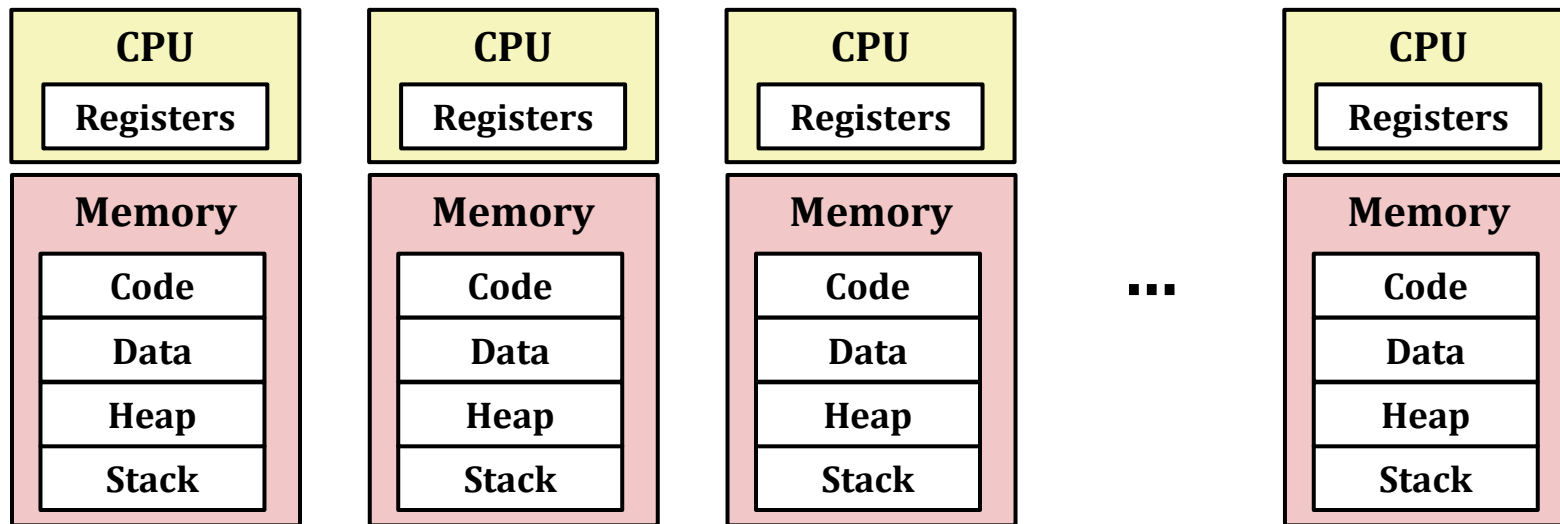 CPU
Registers
Memory
Code
Data
Heap
Stack
CPU
Registers
Memory
Code
Data
Heap
Stack
CPU
Registers
Memory
Code
Data
Heap
Stack
...
CPU
Registers
Memory
Code
Data
Heap
Stack